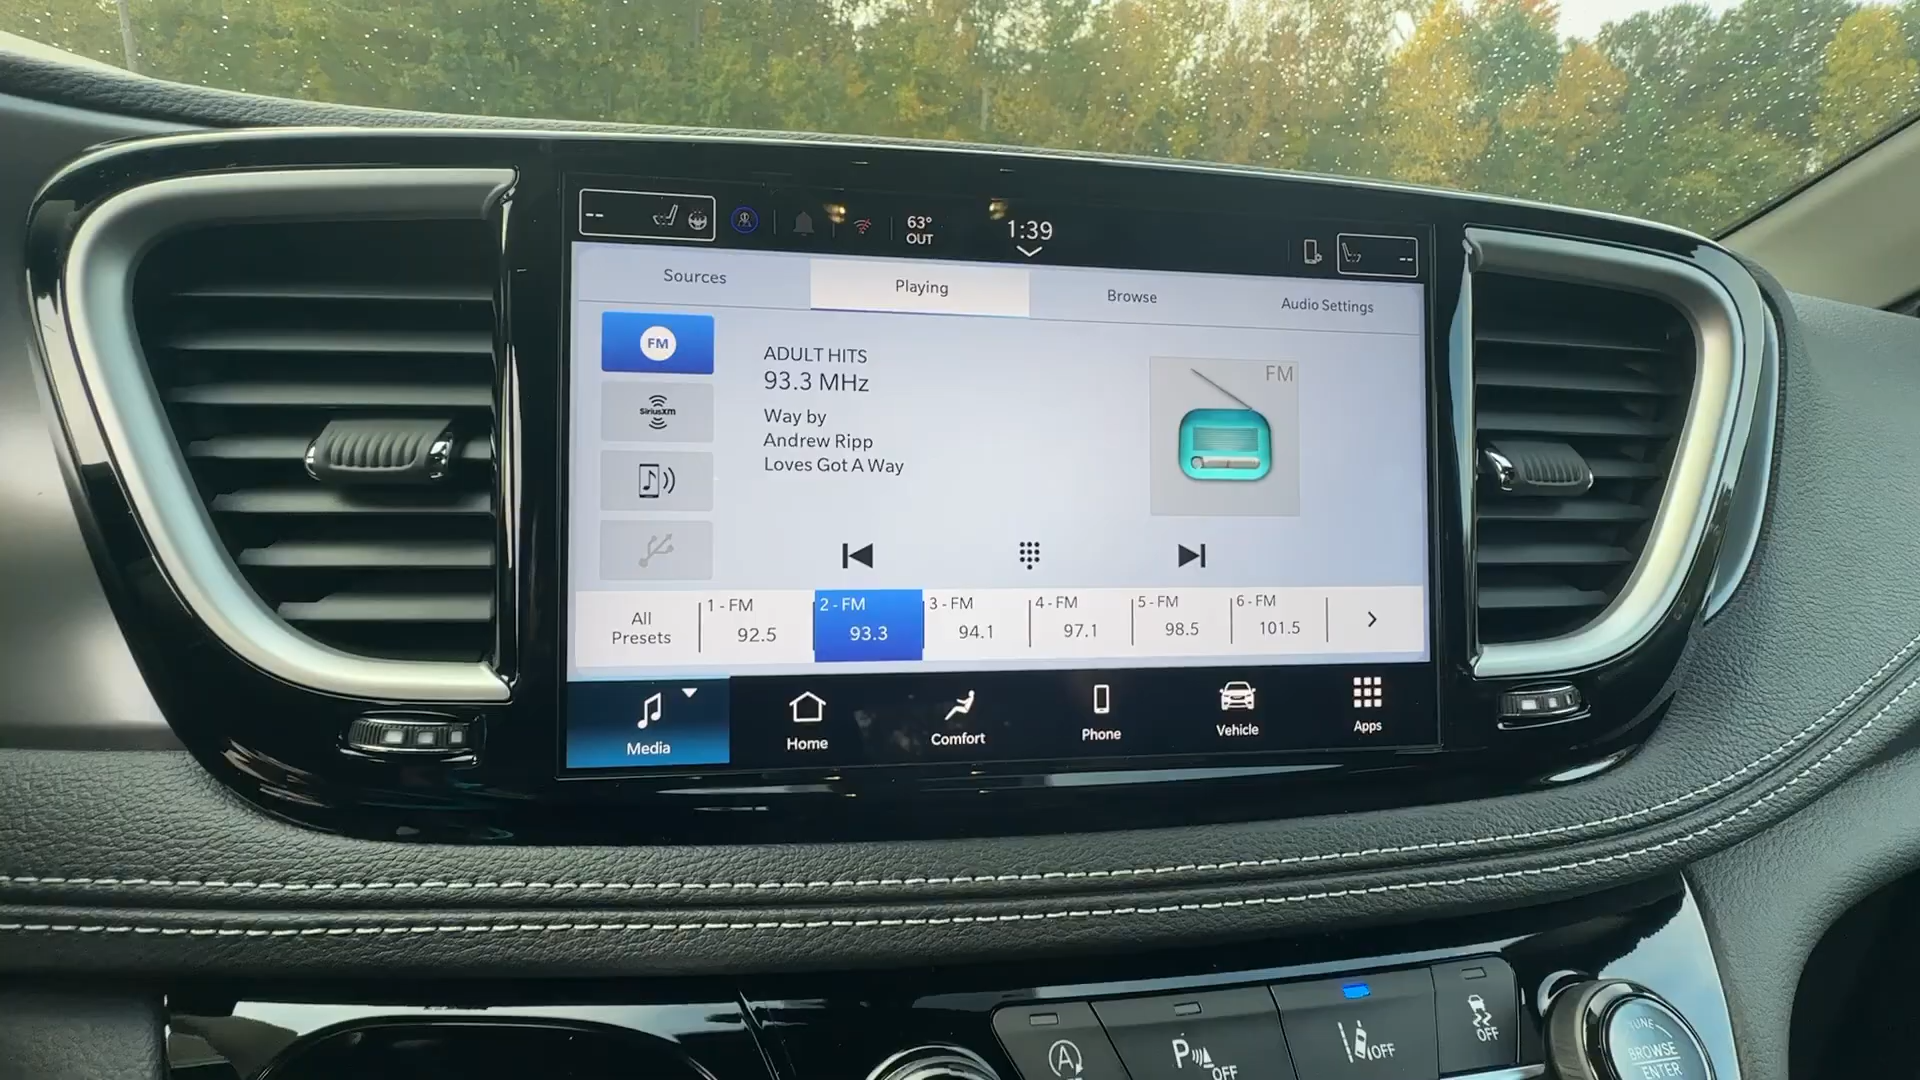 --
63°
OUT
1:39
--
Sources
Playing
Browse
Audio Settings
FM
SiriusXM
ADULT HITS
93.3 MHz
Way by
Andrew Ripp
Loves Got A Way
FM
All
Presets
1 - FM
92.5
2 - FM
93.3
3 - FM
94.1
4 - FM
97.1
5 - FM
98.5
6 - FM
101.5
Media
Home
Comfort
Phone
Vehicle
Apps
A
P OFF
OFF
OFF
TUNE
BROWSE
ENTER